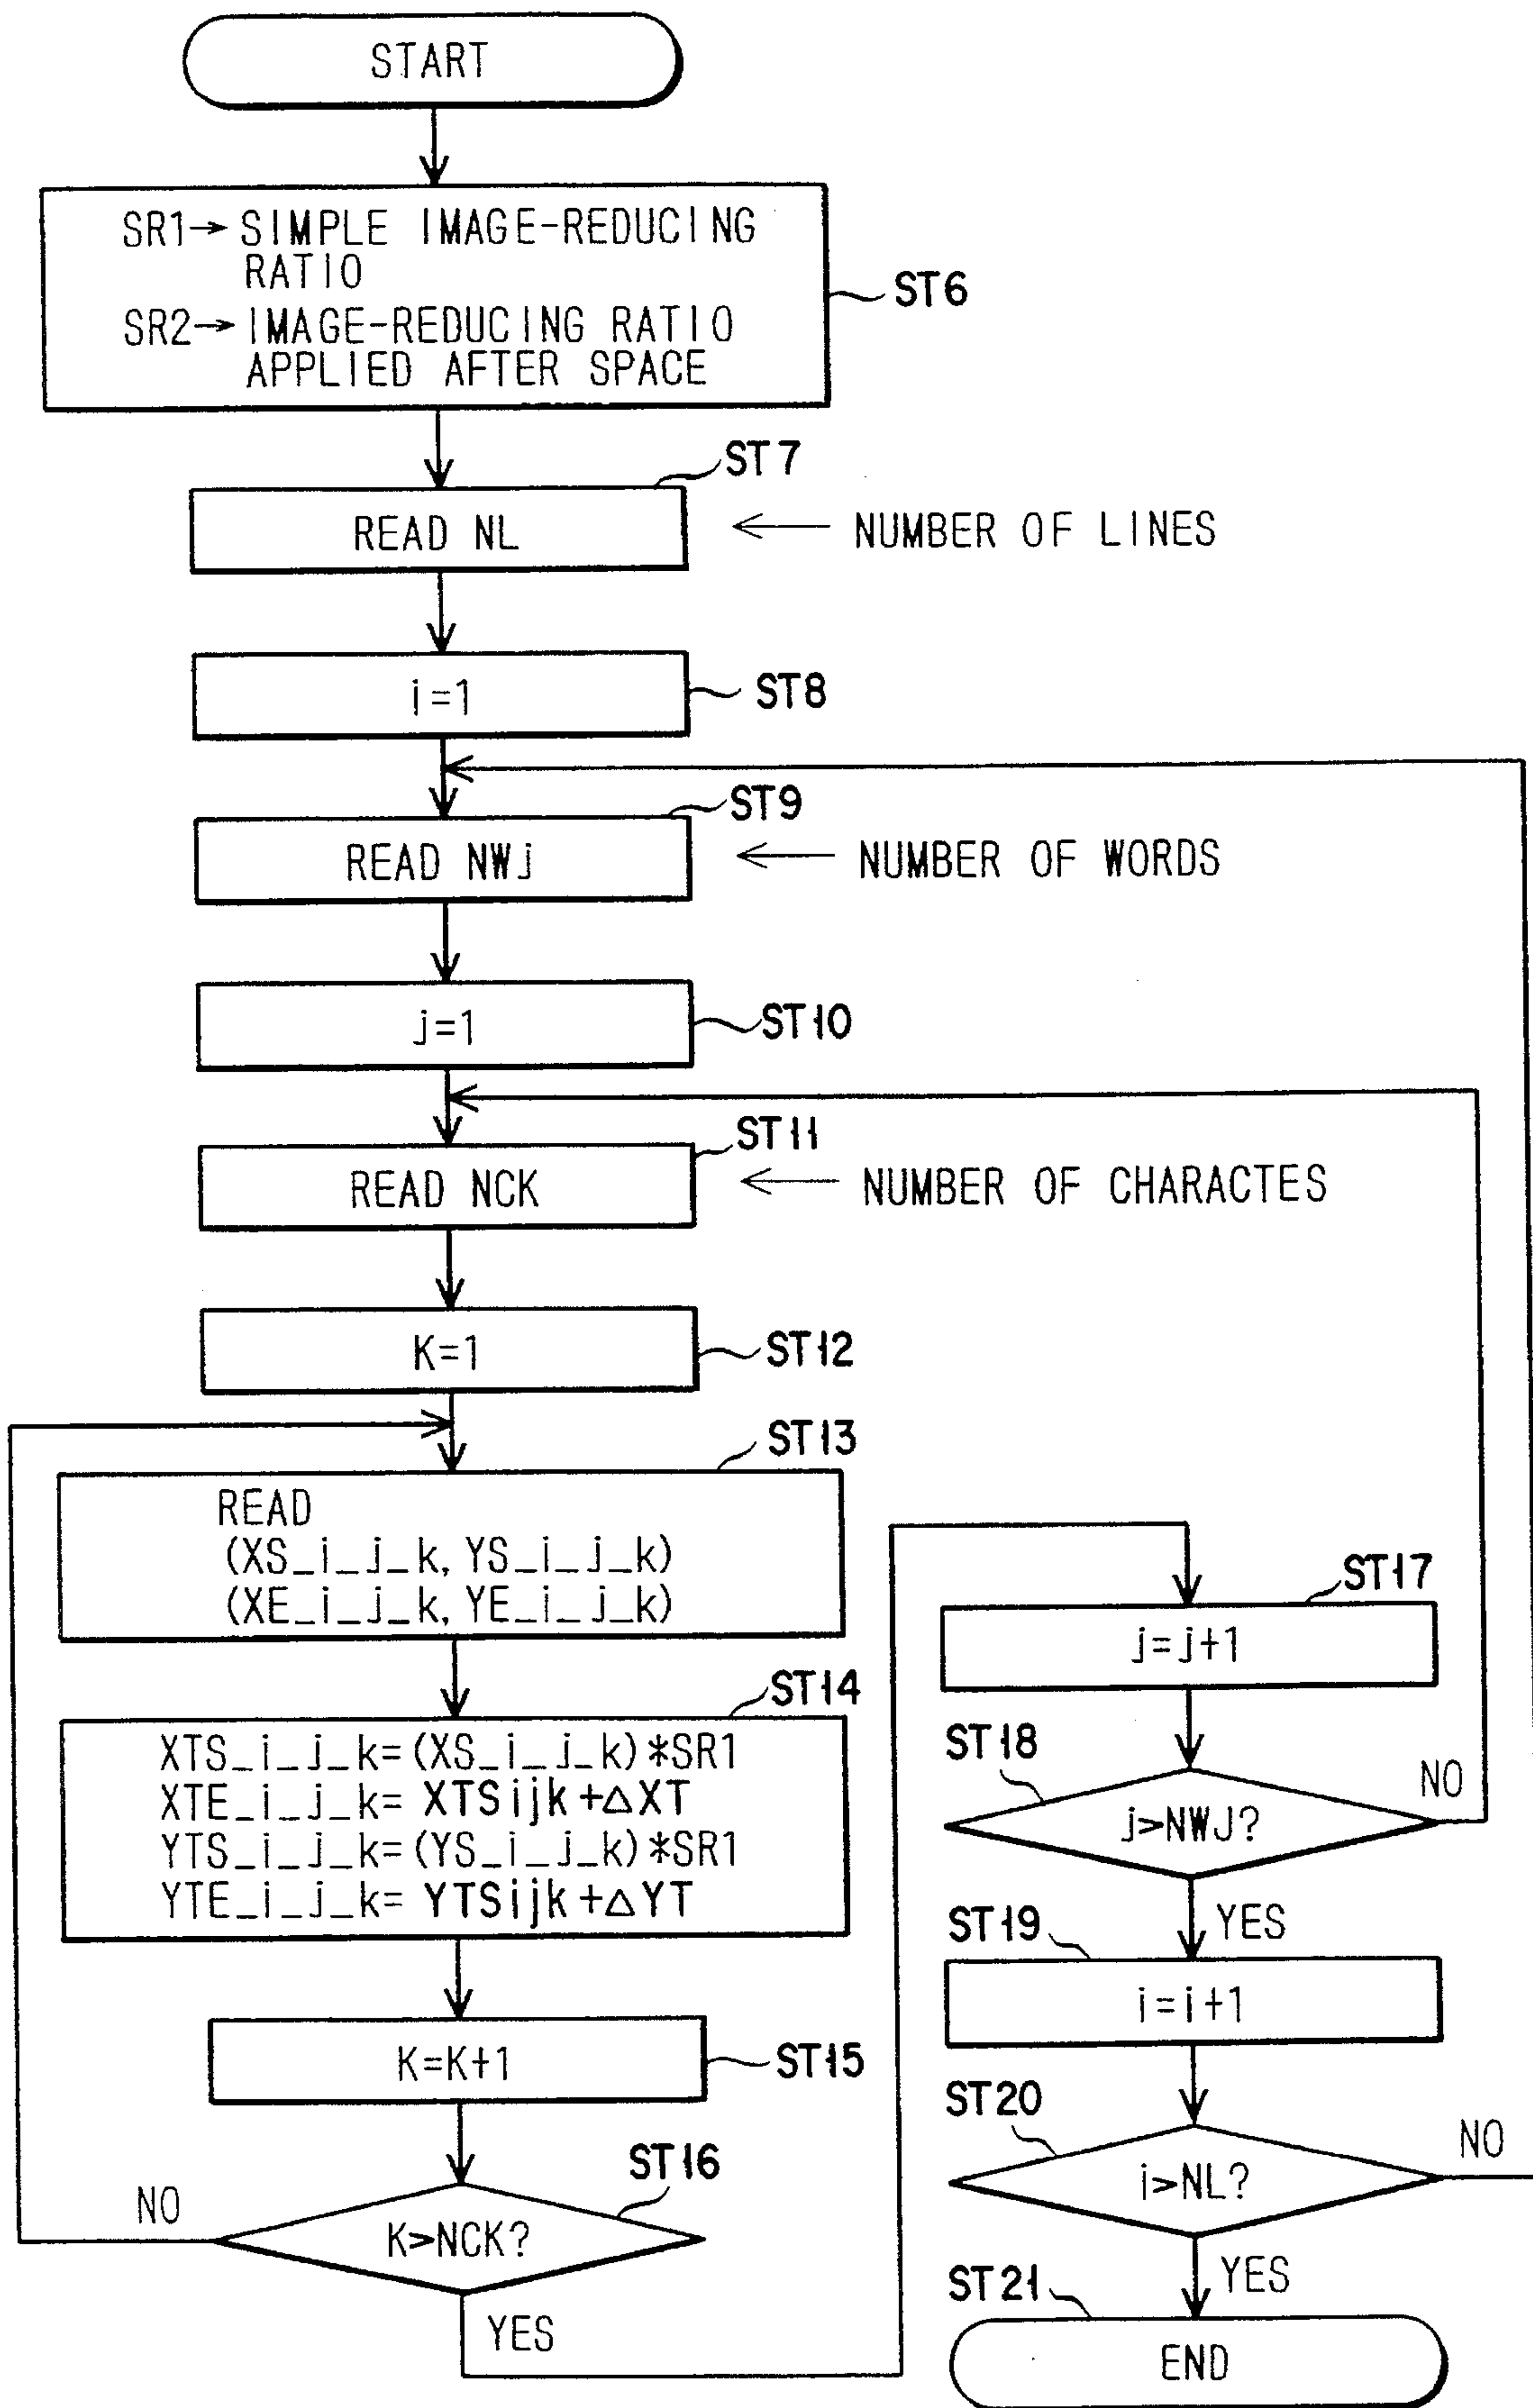 START
SR1→ SIMPLE IMAGE-REDUCING
RATIO
SR2→ IMAGE-REDUCING RATIO
APPLIED AFTER SPACE
ST6
ST7
READ NL
← NUMBER OF LINES
i=1
ST8
ST9
READ NWj
← NUMBER OF WORDS
j=1
ST10
ST11
READ NCK
← NUMBER OF CHARACTES
K=1
ST12
ST13
READ
(XS_i_j_k, YS_i_j_k)
(XE_i_j_k, YE_i_j_k)
ST14
XTS_i_j_k=(XS_i_j_k)*SR1
XTE_i_j_k= XTSijk+△XT
YTS_i_j_k=(YS_i_j_k)*SR1
YTE_i_j_k= YTSijk+△YT
K=K+1
ST15
ST16
K>NCK?
NO
YES
ST17
j=j+1
ST18
j>NWJ?
NO
YES
ST19
i=i+1
ST20
i>NL?
NO
YES
ST21
END